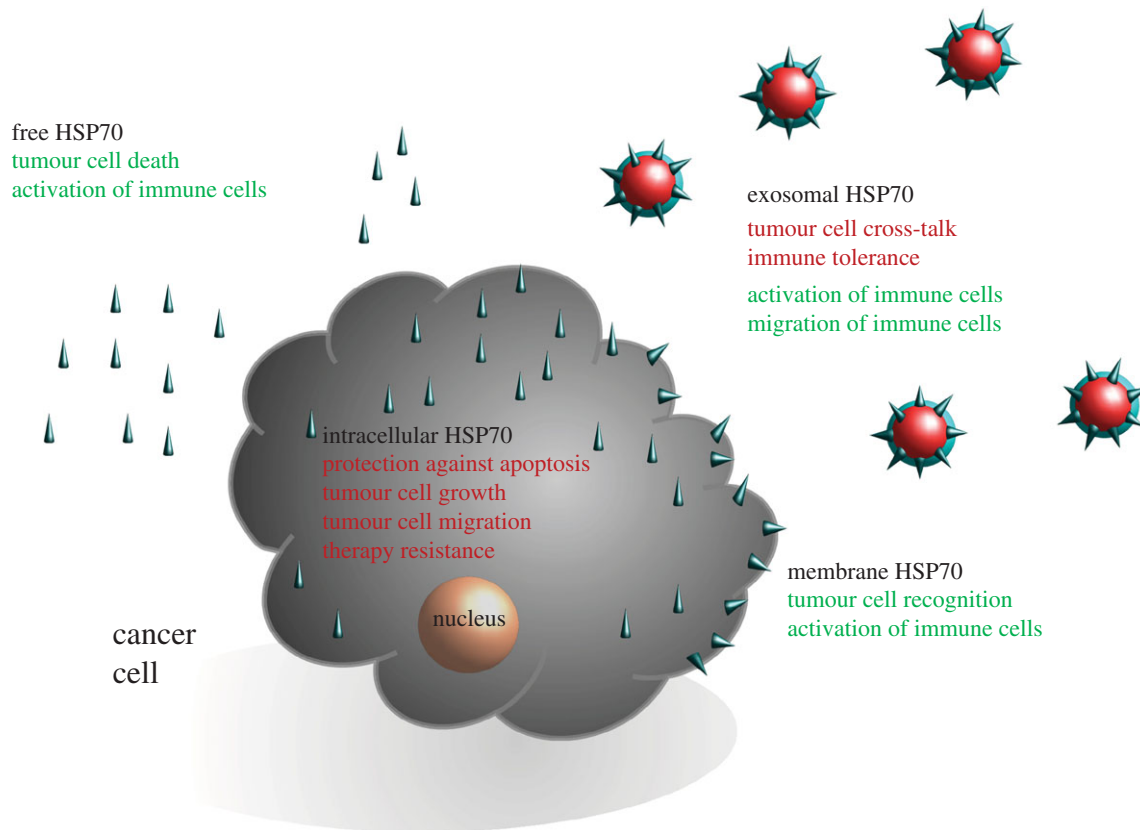 free HSP70
tumour cell death
activation of immune cells
exosomal HSP70
tumour cell cross-talk
immune tolerance
activation of immune cells
migration of immune cells
intracellular HSP70
protection against apoptosis
tumour cell growth
tumour cell migration
therapy resistance
membrane HSP70
tumour cell recognition
activation of immune cells
nucleus
cancer
cell